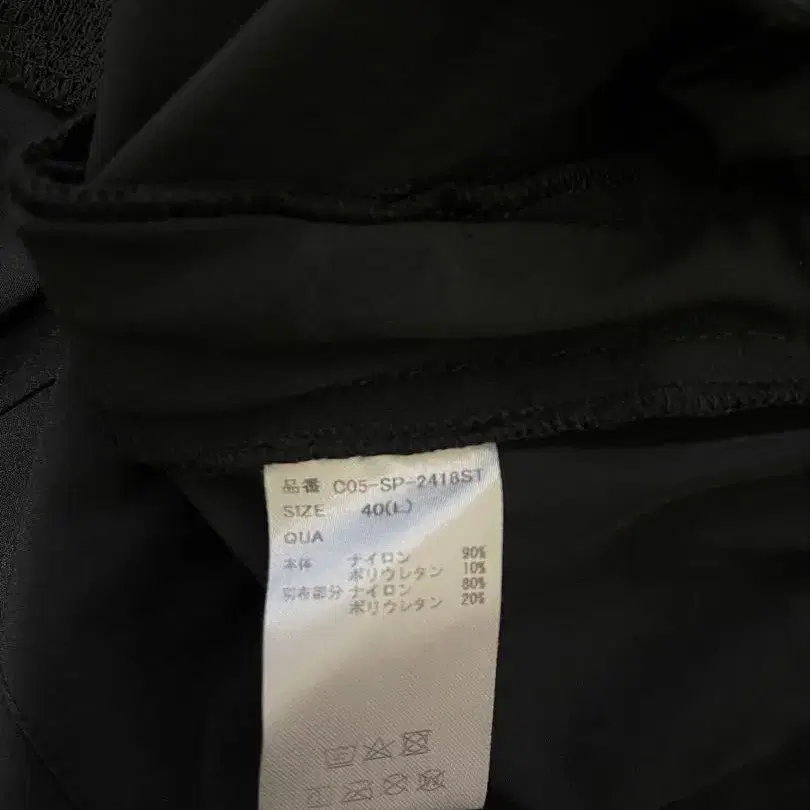 品番 C05-SP-2418ST
SIZE 40(L)
QUA
本体 ナイロン 90%
ポリウレタン 10%
別布部分 ナイロン 80%
ポリウレタン 20%